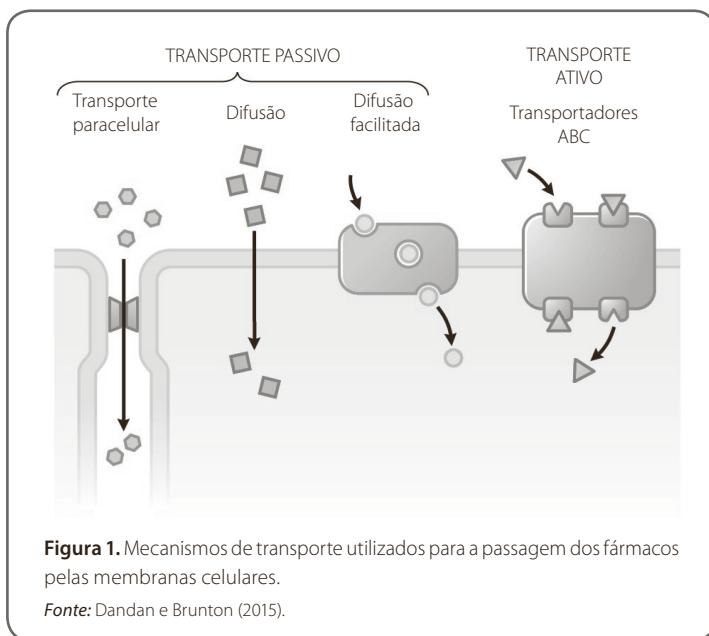 TRANSPORTE PASSIVO
TRANSPORTE
ATIVO
Transporte
paracelular
Difusão
Difusão
facilitada
Transportadores
ABC
Figura 1. Mecanismos de transporte utilizados para a passagem dos fármacos
pelas membranas celulares.
Fonte: Dandan e Brunton (2015).